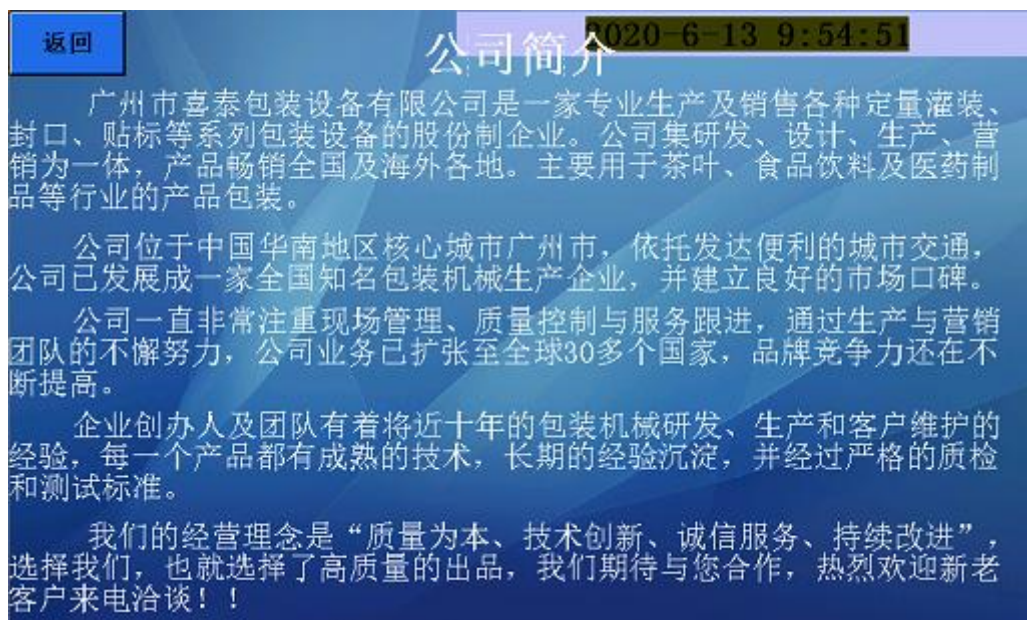 返回
2020-6-13 9:54:51
公司简介
广州市喜泰包装设备有限公司是一家专业生产及销售各种定量灌装、
封口、贴标等系列包装设备的股份制企业。公司集研发、设计、生产、营
销为一体，产品畅销全国及海外各地。主要用于茶叶、食品饮料及医药制
品等行业的产品包装。
公司位于中国华南地区核心城市广州市，依托发达便利的城市交通，
公司已发展成一家全国知名包装机械生产企业，并建立良好的市场口碑。
公司一直非常注重现场管理、质量控制与服务跟进，通过生产与营销
团队的不懈努力，公司业务已扩张至全球30多个国家，品牌竞争力还在不
断提高。
企业创办人及团队有着将近十年的包装机械研发、生产和客户维护的
经验，每一个产品都有成熟的技术，长期的经验沉淀，并经过严格的质检
和测试标准。
我们的经营理念是“质量为本、技术创新、诚信服务、持续改进”，
选择我们，也就选择了高质量的出品，我们期待与您合作，热烈欢迎新老
客户来电洽谈！！